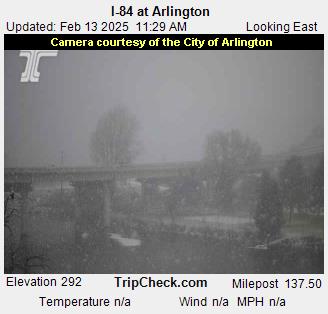 I-84 at Arlington
Updated: Feb 13 2025 11:29 AM Looking East
Camera courtesy of the City of Arlington
Elevation 292 TripCheck.com Milepost 137.50
Temperature n/a Wind n/a MPH n/a